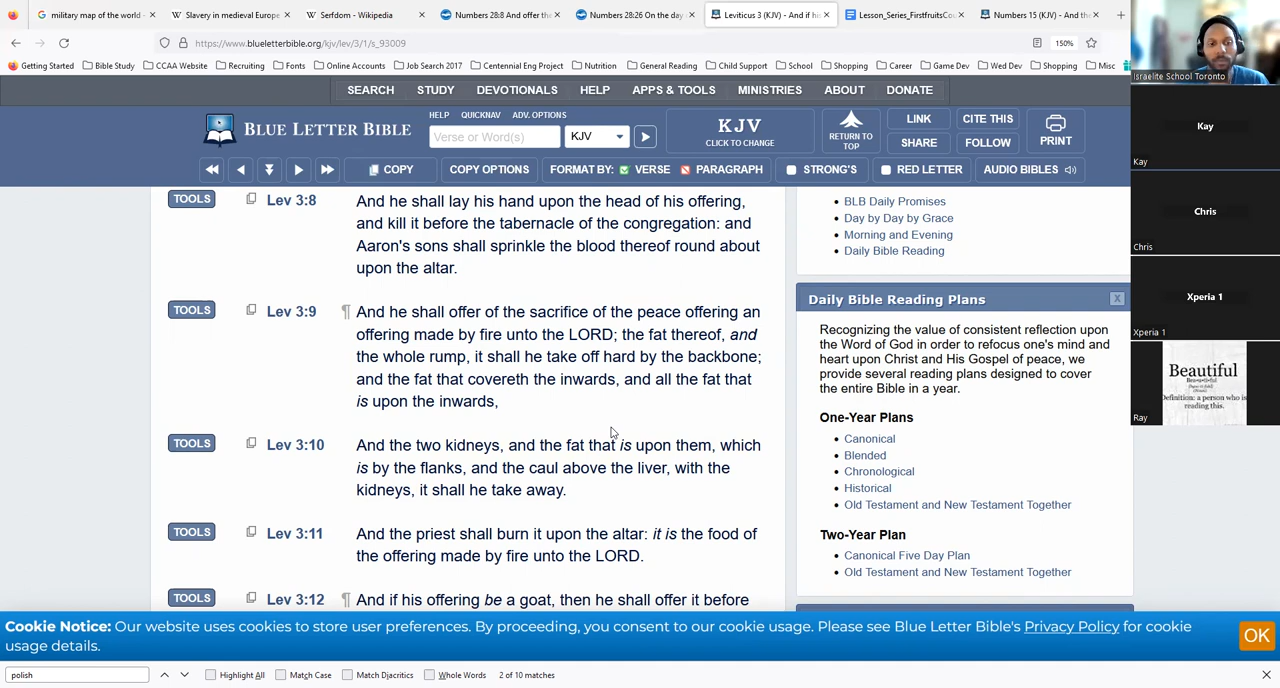 military map of the world -
Slavery in medieval Europe
Serfdom - Wikipedia
Numbers 28:8 And offer the
Numbers 28:26 On the day
Leviticus 3 (KJV) - And if his
Lesson_Series_FirstfruitsCou
Numbers 15 (KJV) - And the
https://www.blueletterbible.org/kjv/lev/3/1/s_93009
150%
Getting Started
Bible Study
CCAA Website
Recruiting
Fonts
Online Accounts
Job Search 2017
Centennial Eng Project
Nutrition
General Reading
Child Support
School
Shopping
Career
Game Dev
Wed Dev
Shopping
Misc
SEARCH STUDY DEVOTIONALS HELP APPS & TOOLS MINISTRIES ABOUT DONATE
BLUE LETTER BIBLE
HELP QUICKNAV ADV. OPTIONS
Verse or Word(s)
KJV
KJV
CLICK TO CHANGE
RETURN TO
TOP
LINK
CITE THIS
SHARE
FOLLOW
PRINT
COPY
COPY OPTIONS
FORMAT BY: VERSE PARAGRAPH
STRONG'S
RED LETTER
AUDIO BIBLES
TOOLS
Lev 3:8
And he shall lay his hand upon the head of his offering,
and kill it before the tabernacle of the congregation: and
Aaron's sons shall sprinkle the blood thereof round about
upon the altar.
TOOLS
Lev 3:9
¶ And he shall offer of the sacrifice of the peace offering an
offering made by fire unto the LORD; the fat thereof, and
the whole rump, it shall he take off hard by the backbone;
and the fat that covereth the inwards, and all the fat that
is upon the inwards,
TOOLS
Lev 3:10
And the two kidneys, and the fat that is upon them, which
is by the flanks, and the caul above the liver, with the
kidneys, it shall he take away.
TOOLS
Lev 3:11
And the priest shall burn it upon the altar: it is the food of
the offering made by fire unto the LORD.
TOOLS
Lev 3:12
¶ And if his offering be a goat, then he shall offer it before
BLB Daily Promises
Day by Day by Grace
Morning and Evening
Daily Bible Reading
Daily Bible Reading Plans
X
Recognizing the value of consistent reflection upon
the Word of God in order to refocus one's mind and
heart upon Christ and His Gospel of peace, we
provide several reading plans designed to cover
the entire Bible in a year.
One-Year Plans
Canonical
Blended
Chronological
Historical
Old Testament and New Testament Together
Two-Year Plan
Canonical Five Day Plan
Old Testament and New Testament Together
Cookie Notice: Our website uses cookies to store user preferences. By proceeding, you consent to our cookie usage. Please see Blue Letter Bible's Privacy Policy for cookie
usage details.
OK
polish
Highlight All
Match Case
Match Diacritics
Whole Words
2 of 10 matches
Israelite School Toronto
Kay
Kay
Chris
Chris
Xperia 1
Xperia 1
Beautiful
Beau·ti·ful
Definition: a person who is
reading this.
Ray